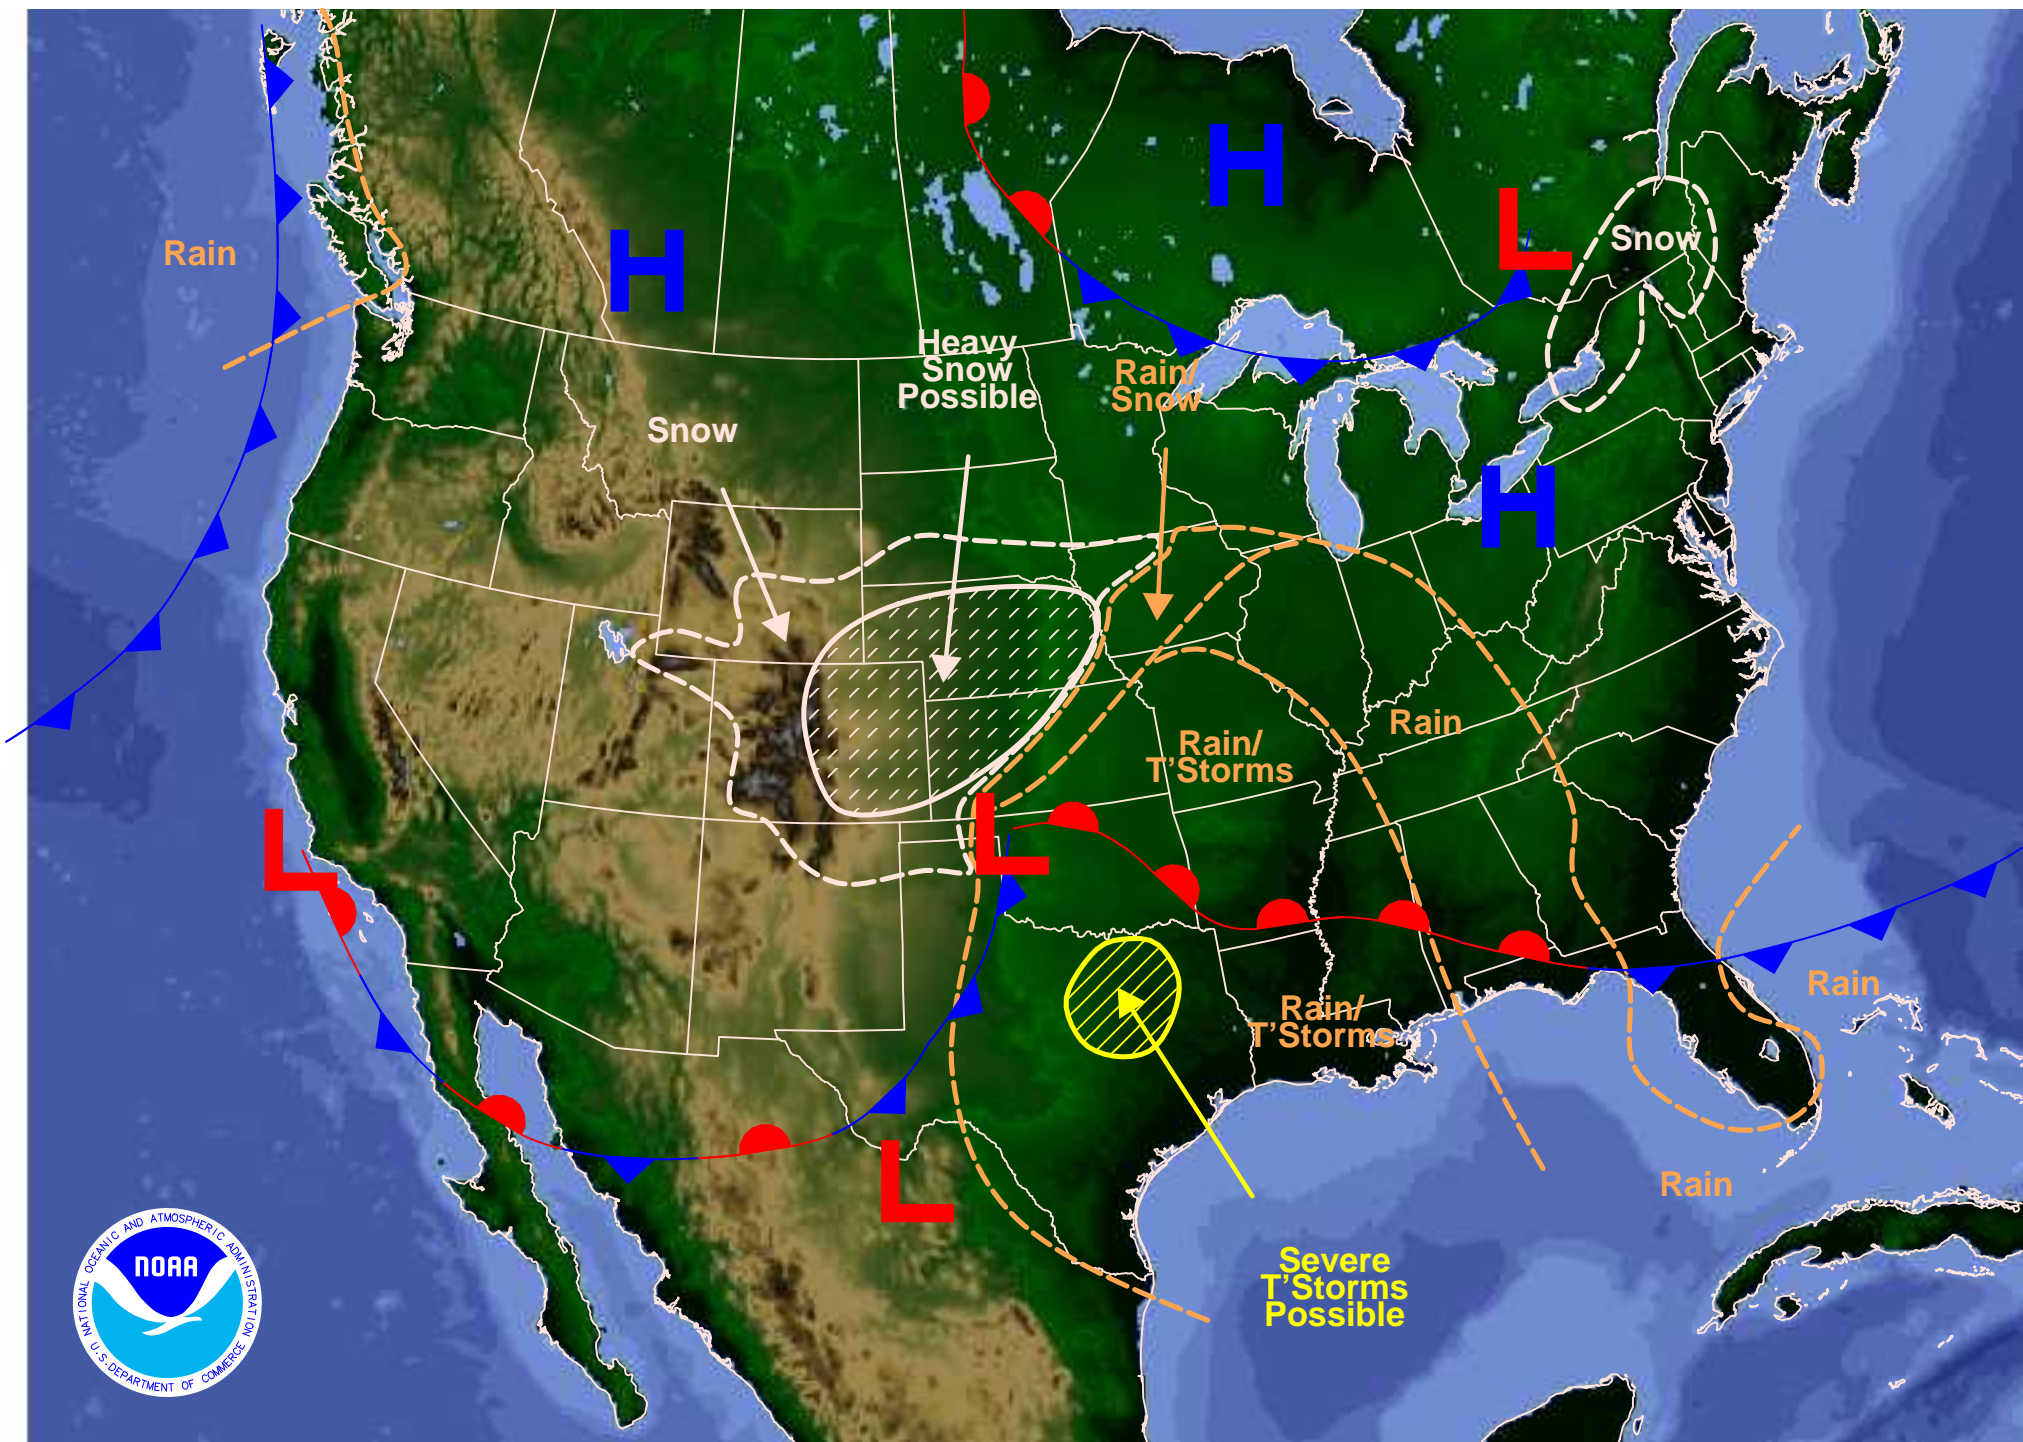 H
L
Snow
Rain
H
Heavy
Snow
Possible
Rain/
Snow
Snow
H
Rain
Rain/
T'Storms
L
L
Rain
Rain/
T'Storms
L
Rain
Severe
T'Storms
Possible
NATIONAL OCEANIC AND ATMOSPHERIC ADMINISTRATION
NOAA
U.S. DEPARTMENT OF COMMERCE